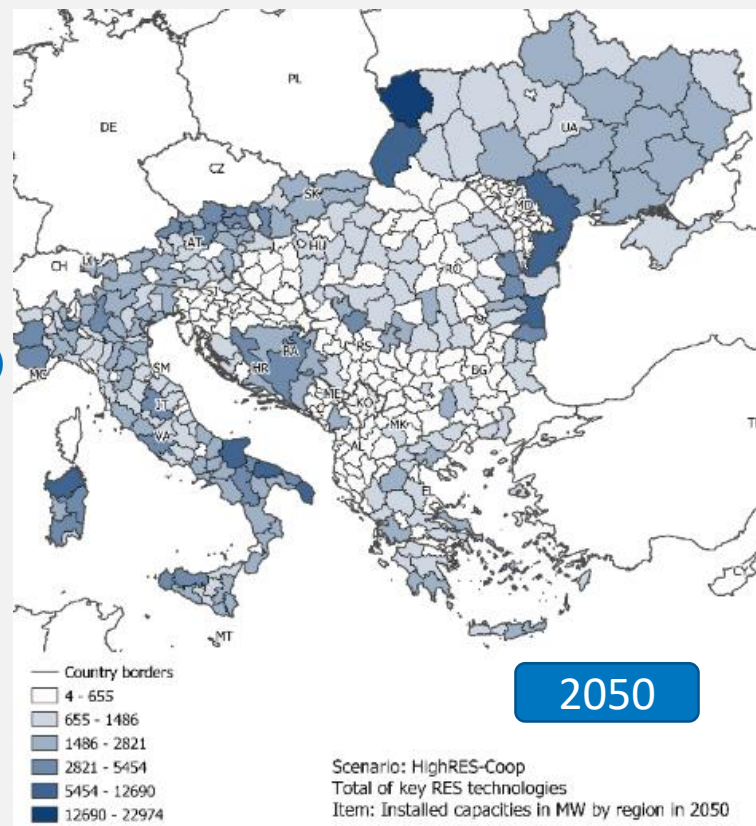 PL
DE
UA
CZ
SK
MD
AT
HU
CH
RO
RS
BA
HR
SM
MC
BG
ME
IT
KO
VA
MK
AL
EL
MT
Country borders
4 - 655
655 - 1486
1486 - 2821
2821 - 5454
5454 - 12690
12690 - 22974
2050
Scenario: HighRES-Coop
Total of key RES technologies
Item: Installed capacities in MW by region in 2050